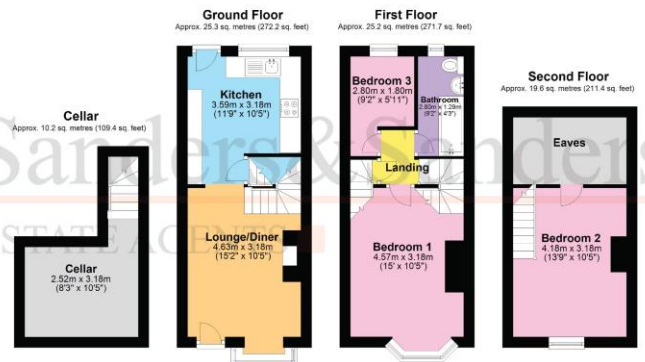 Ground Floor
Approx. 25.3 sq. metres (272.2 sq. feet)
First Floor
Approx. 25.2 sq. metres (271.7 sq. feet)
Second Floor
Approx. 19.6 sq. metres (211.4 sq. feet)
Cellar
Approx. 10.2 sq. metres (109.4 sq. feet)
Kitchen
3.59m x 3.18m
(11'9" x 10'5")
Bedroom 3
2.80m x 1.80m
(9'2" x 5'11")
Bathroom
2.80m x 1.29m
(9'2" x 4'3")
Eaves
Sanders & Sanders
ESTATE AGENTS
Landing
Cellar
2.52m x 3.18m
(8'3" x 10'5")
Lounge/Diner
4.63m x 3.18m
(15'2" x 10'5")
Bedroom 1
4.57m x 3.18m
(15' x 10'5")
Bedroom 2
4.18m x 3.18m
(13'9" x 10'5")